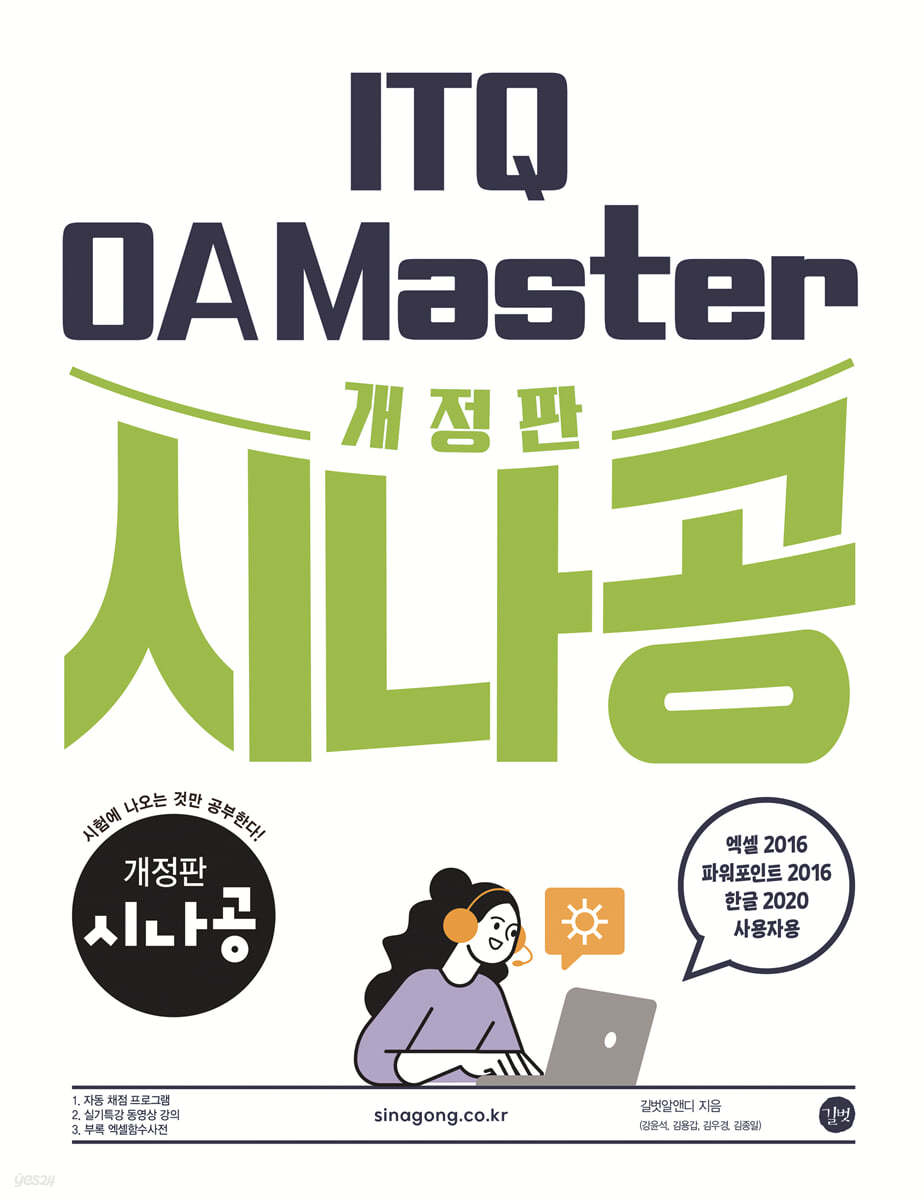 ITQ
OA Master
개정판
시나공
시험에 나오는 것만 공부한다!
개정판
시나공
엑셀 2016
파워포인트 2016
한글 2020
사용자용
1. 자동 채점 프로그램
2. 실기특강 동영상 강의
3. 부록 엑셀함수사전
sinagong.co.kr
길벗알앤디 지음
(강윤석, 김용갑, 김우경, 김종일)
길벗
yes24